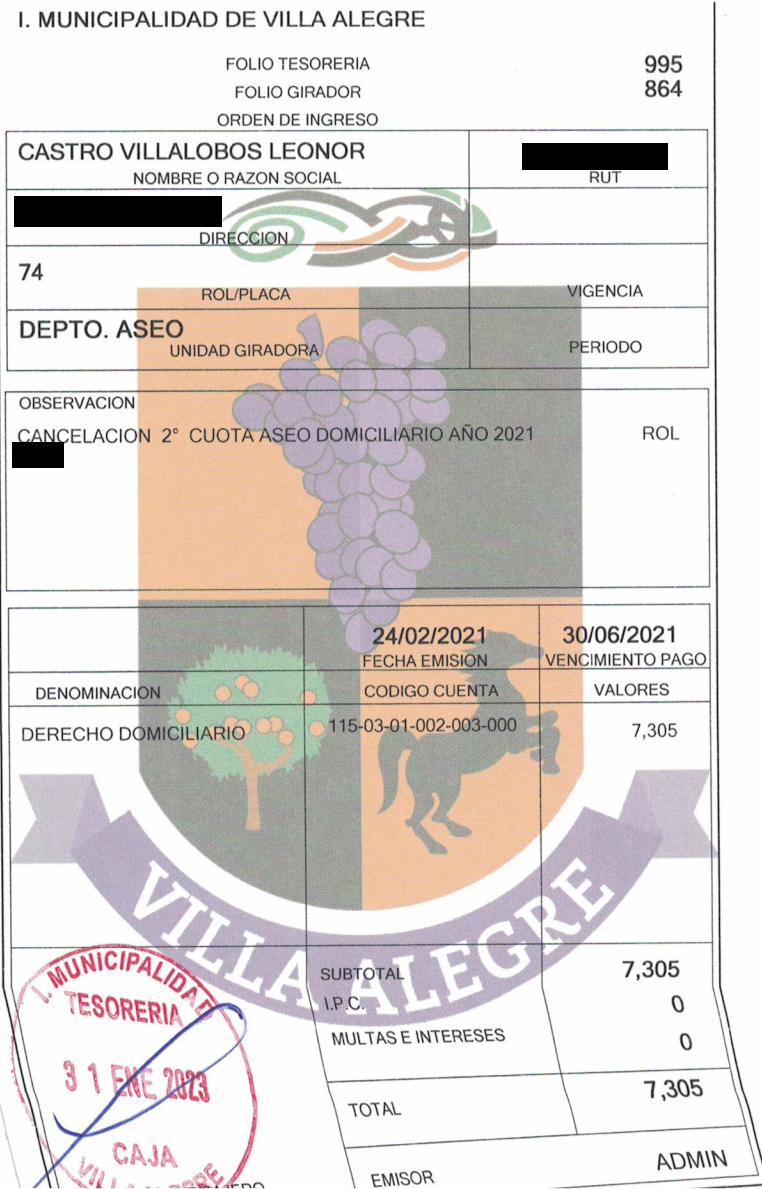 I. MUNICIPALIDAD DE VILLA ALEGRE
FOLIO TESORERIA 995
FOLIO GIRADOR 864
ORDEN DE INGRESO
CASTRO VILLALOBOS LEONOR
NOMBRE O RAZON SOCIAL RUT
DIRECCION
74
ROL/PLACA VIGENCIA
DEPTO. ASEO
UNIDAD GIRADORA PERIODO
OBSERVACION
CANCELACION 2° CUOTA ASEO DOMICILIARIO AÑO 2021 ROL
24/02/2021 30/06/2021
FECHA EMISION VENCIMIENTO PAGO
DENOMINACION CODIGO CUENTA VALORES
DERECHO DOMICILIARIO 115-03-01-002-003-000 7,305
VILLA ALEGRE
SUBTOTAL 7,305
I.P.C. 0
MULTAS E INTERESES 0
TOTAL 7,305
EMISOR ADMIN
I. MUNICIPALIDAD
TESORERIA
31 ENE 2023
CAJA
VILLA ALEGRE